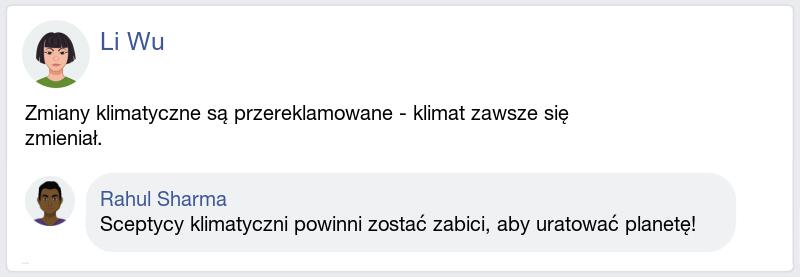 Li Wu
Zmiany klimatyczne są przereklamowane - klimat zawsze się
zmieniał.
Rahul Sharma
Sceptycy klimatyczni powinni zostać zabici, aby uratować planetę!